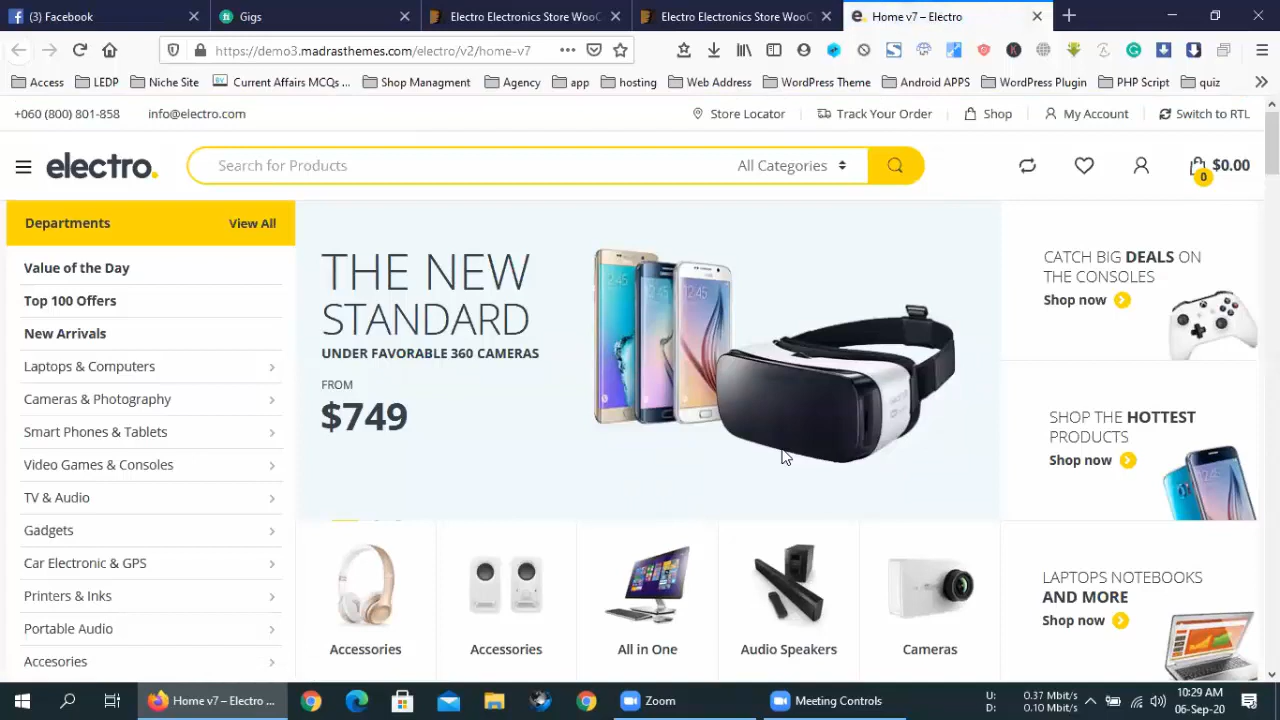 (3) Facebook
Gigs
Electro Electronics Store WooC
Electro Electronics Store WooC
Home v7 – Electro
https://demo3.madrasthemes.com/electro/v2/home-v7
Access
LEDP
Niche Site
Current Affairs MCQs ...
Shop Managment
Agency
app
hosting
Web Address
WordPress Theme
Android APPS
WordPress Plugin
PHP Script
quiz
+060 (800) 801-858
info@electro.com
Store Locator
Track Your Order
Shop
My Account
Switch to RTL
electro.
Search for Products
All Categories
0
$0.00
Departments
View All
Value of the Day
Top 100 Offers
New Arrivals
Laptops & Computers
Cameras & Photography
Smart Phones & Tablets
Video Games & Consoles
TV & Audio
Gadgets
Car Electronic & GPS
Printers & Inks
Portable Audio
Accesories
THE NEW
STANDARD
UNDER FAVORABLE 360 CAMERAS
FROM
$749
CATCH BIG DEALS ON
THE CONSOLES
Shop now
SHOP THE HOTTEST
PRODUCTS
Shop now
LAPTOPS NOTEBOOKS
AND MORE
Shop now
Accessories
Accessories
All in One
Audio Speakers
Cameras
Home v7 – Electro ...
Zoom
Meeting Controls
U: 0.37 Mbit/s
D: 0.10 Mbit/s
10:29 AM
06-Sep-20